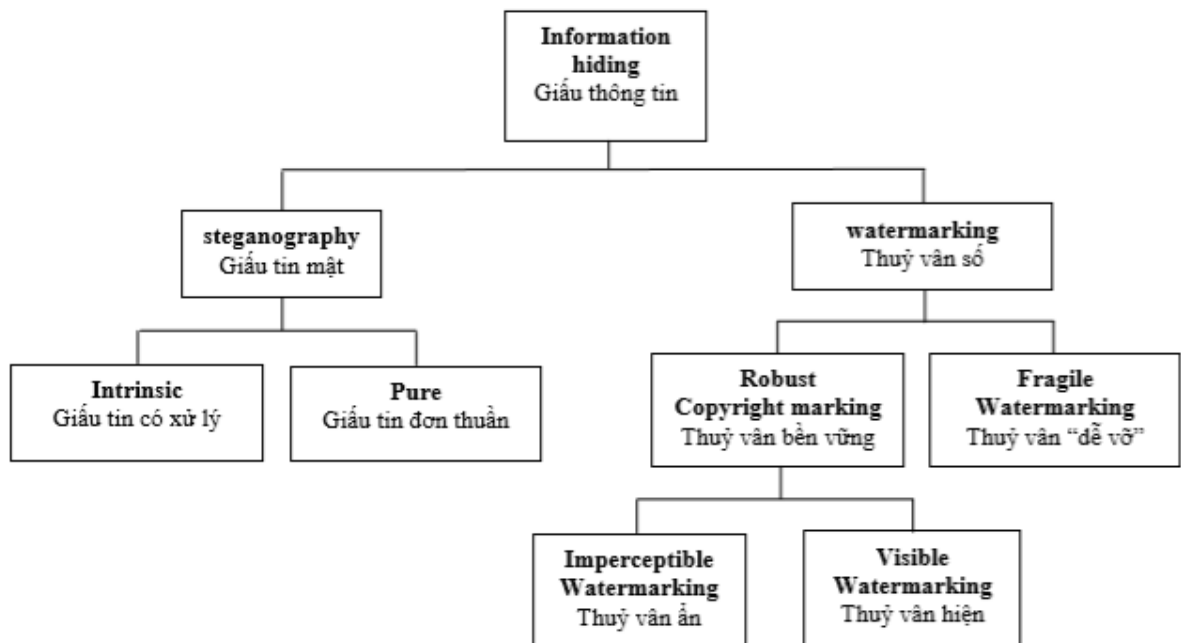 Information
hiding
Giấu thông tin
steganography
Giấu tin mật
watermarking
Thuỷ vân số
Intrinsic
Giấu tin có xử lý
Pure
Giấu tin đơn thuần
Robust
Copyright marking
Thuỷ vân bền vững
Fragile
Watermarking
Thuỷ vân “dễ vỡ”
Imperceptible
Watermarking
Thuỷ vân ẩn
Visible
Watermarking
Thuỷ vân hiện